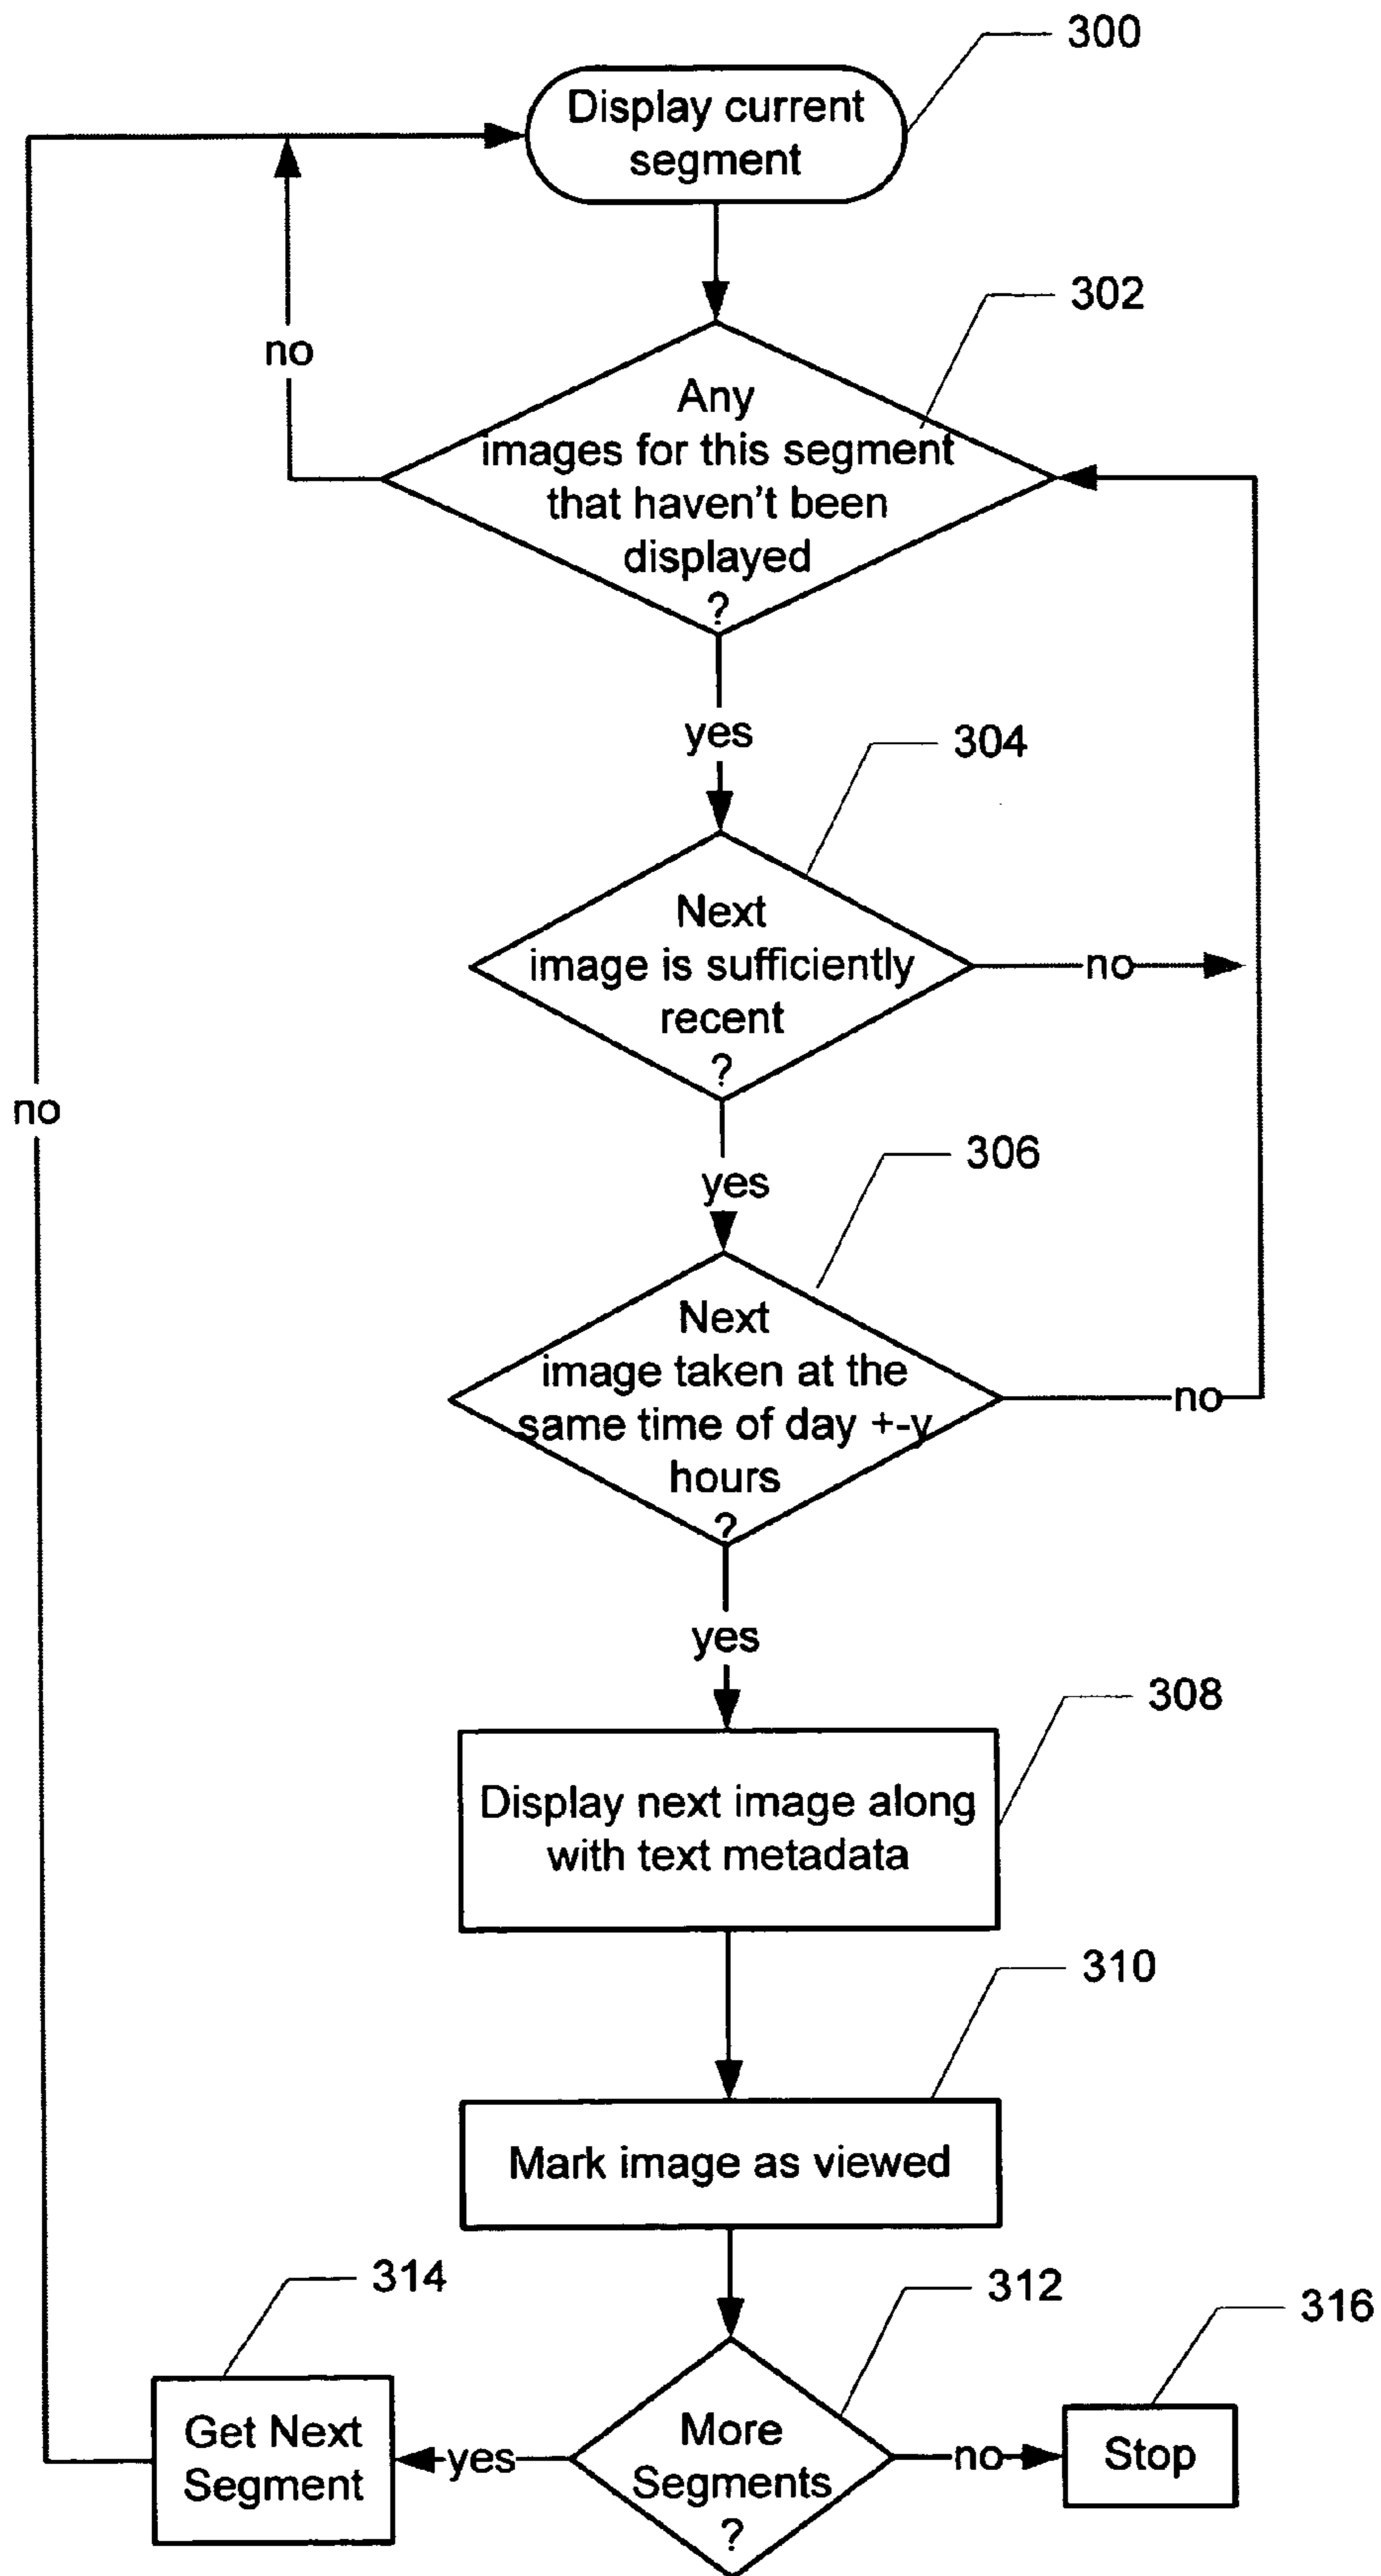 300
Display current
segment
302
no
Any
images for this segment
that haven't been
displayed
?
yes
304
Next
image is sufficiently
recent
?
no
no
yes
306
Next
image taken at the
same time of day +-y
hours
?
no
yes
308
Display next image along
with text metadata
310
Mark image as viewed
314
312
316
Get Next
Segment
yes
More
Segments
?
no
Stop